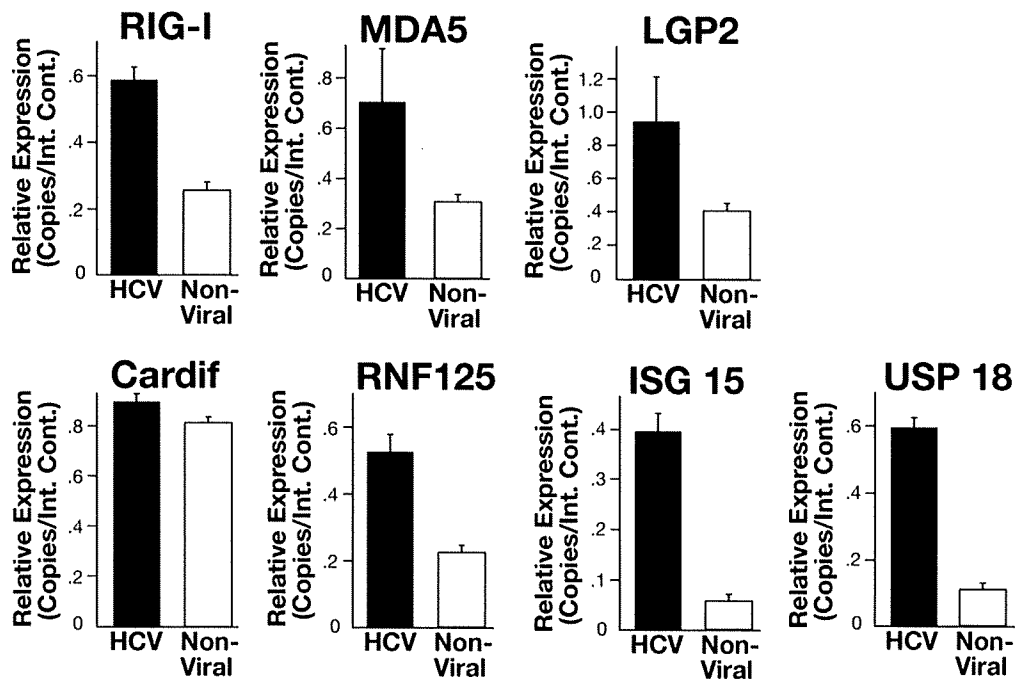 RIG-I
Relative Expression
(Copies/Int. Cont.)
.6
.4
.2
0
HCV
Non-
Viral
MDA5
Relative Expression
(Copies/Int. Cont.)
.8
.6
.4
.2
0
HCV
Non-
Viral
LGP2
Relative Expression
(Copies/Int. Cont.)
1.2
1.0
.8
.6
.4
.2
0
HCV
Non-
Viral
Cardif
Relative Expression
(Copies/Int. Cont.)
.8
.6
.4
.2
0
HCV
Non-
Viral
RNF125
Relative Expression
(Copies/Int. Cont.)
.6
.4
.2
0
HCV
Non-
Viral
ISG 15
Relative Expression
(Copies/Int. Cont.)
.4
.3
.2
.1
0
HCV
Non-
Viral
USP 18
Relative Expression
(Copies/Int. Cont.)
.6
.4
.2
0
HCV
Non-
Viral